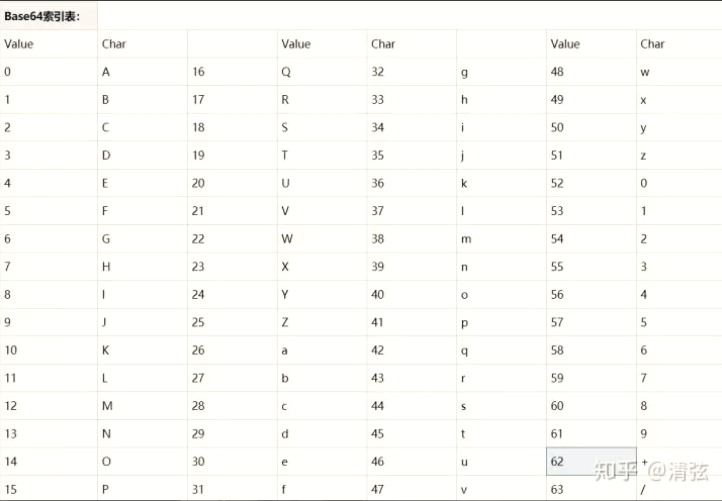 Base64索引表:
Value Char Value Char Value Char
0 A 16 Q 32 g 48 w
1 B 17 R 33 h 49 x
2 C 18 S 34 i 50 y
3 D 19 T 35 j 51 z
4 E 20 U 36 k 52 0
5 F 21 V 37 l 53 1
6 G 22 W 38 m 54 2
7 H 23 X 39 n 55 3
8 I 24 Y 40 o 56 4
9 J 25 Z 41 p 57 5
10 K 26 a 42 q 58 6
11 L 27 b 43 r 59 7
12 M 28 c 44 s 60 8
13 N 29 d 45 t 61 9
14 O 30 e 46 u 62 +
15 P 31 f 47 v 63 /
知乎 @清弦